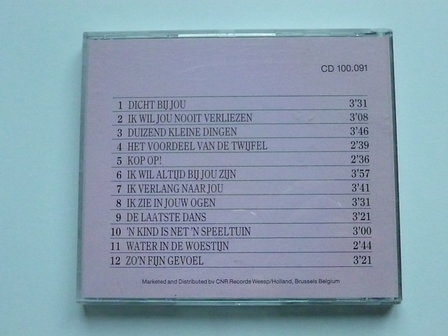 CD 100.091
1 DICHT BIJ JOU 3'31
2 IK WIL JOU NOOIT VERLIEZEN 3'08
3 DUIZEND KLEINE DINGEN 3'46
4 HET VOORDEEL VAN DE TWIJFEL 2'39
5 KOP OP! 2'36
6 IK WIL ALTIJD BIJ JOU ZIJN 3'57
7 IK VERLANG NAAR JOU 3'41
8 IK ZIE IN JOUW OGEN 3'31
9 DE LAATSTE DANS 3'21
10 'N KIND IS NET 'N SPEELTUIN 3'00
11 WATER IN DE WOESTIJN 2'44
12 ZO'N FIJN GEVOEL 3'21
Marketed and Distributed by CNR Records Weesp/Holland, Brussels Belgium